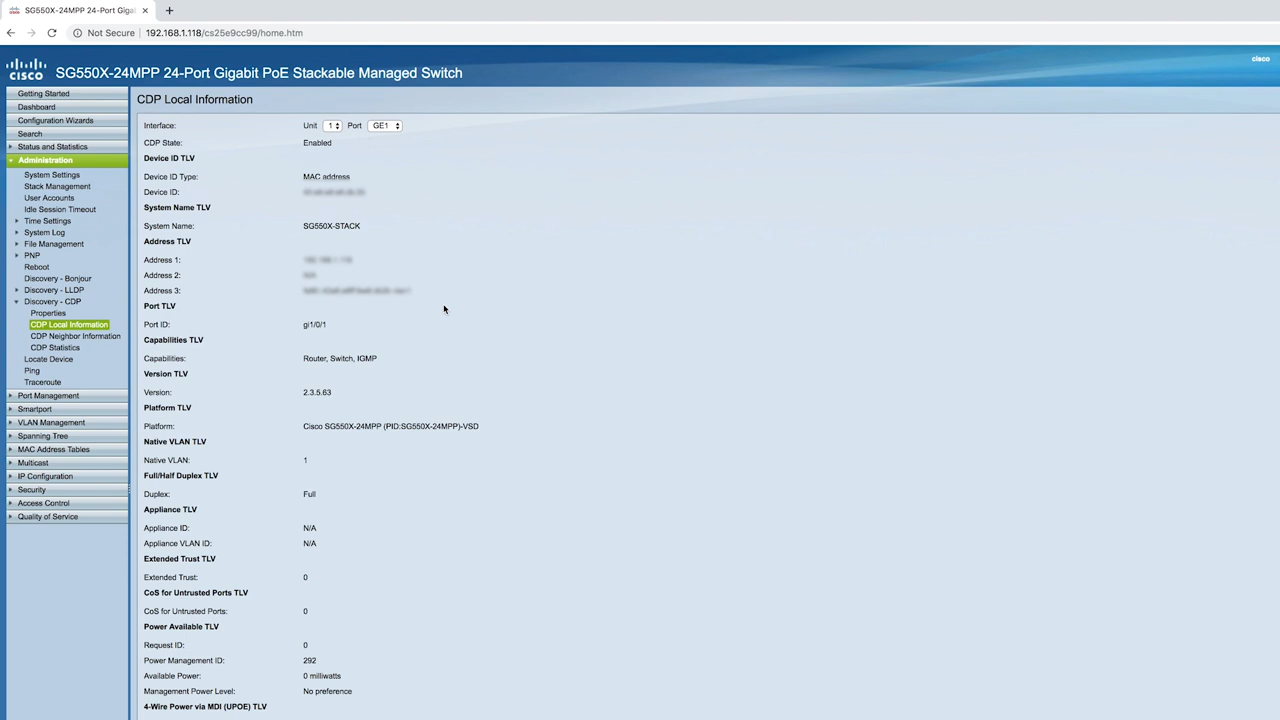 SG550X-24MPP 24-Port Gigab
Not Secure 192.168.1.118/cs25e9cc99/home.htm
CISCO SG550X-24MPP 24-Port Gigabit PoE Stackable Managed Switch cisco
Getting Started
Dashboard
Configuration Wizards
Search
Status and Statistics
Administration
System Settings
Stack Management
User Accounts
Idle Session Timeout
Time Settings
System Log
File Management
PNP
Reboot
Discovery - Bonjour
Discovery - LLDP
Discovery - CDP
Properties
CDP Local Information
CDP Neighbor Information
CDP Statistics
Locate Device
Ping
Traceroute
Port Management
Smartport
VLAN Management
Spanning Tree
MAC Address Tables
Multicast
IP Configuration
Security
Access Control
Quality of Service
CDP Local Information
Interface: Unit 1 Port GE1
CDP State: Enabled
Device ID TLV
Device ID Type: MAC address
Device ID:
System Name TLV
System Name: SG550X-STACK
Address TLV
Address 1:
Address 2:
Address 3:
Port TLV
Port ID: gi1/0/1
Capabilities TLV
Capabilities: Router, Switch, IGMP
Version TLV
Version: 2.3.5.63
Platform TLV
Platform: Cisco SG550X-24MPP (PID:SG550X-24MPP)-VSD
Native VLAN TLV
Native VLAN: 1
Full/Half Duplex TLV
Duplex: Full
Appliance TLV
Appliance ID: N/A
Appliance VLAN ID: N/A
Extended Trust TLV
Extended Trust: 0
CoS for Untrusted Ports TLV
CoS for Untrusted Ports: 0
Power Available TLV
Request ID: 0
Power Management ID: 292
Available Power: 0 milliwatts
Management Power Level: No preference
4-Wire Power via MDI (UPOE) TLV